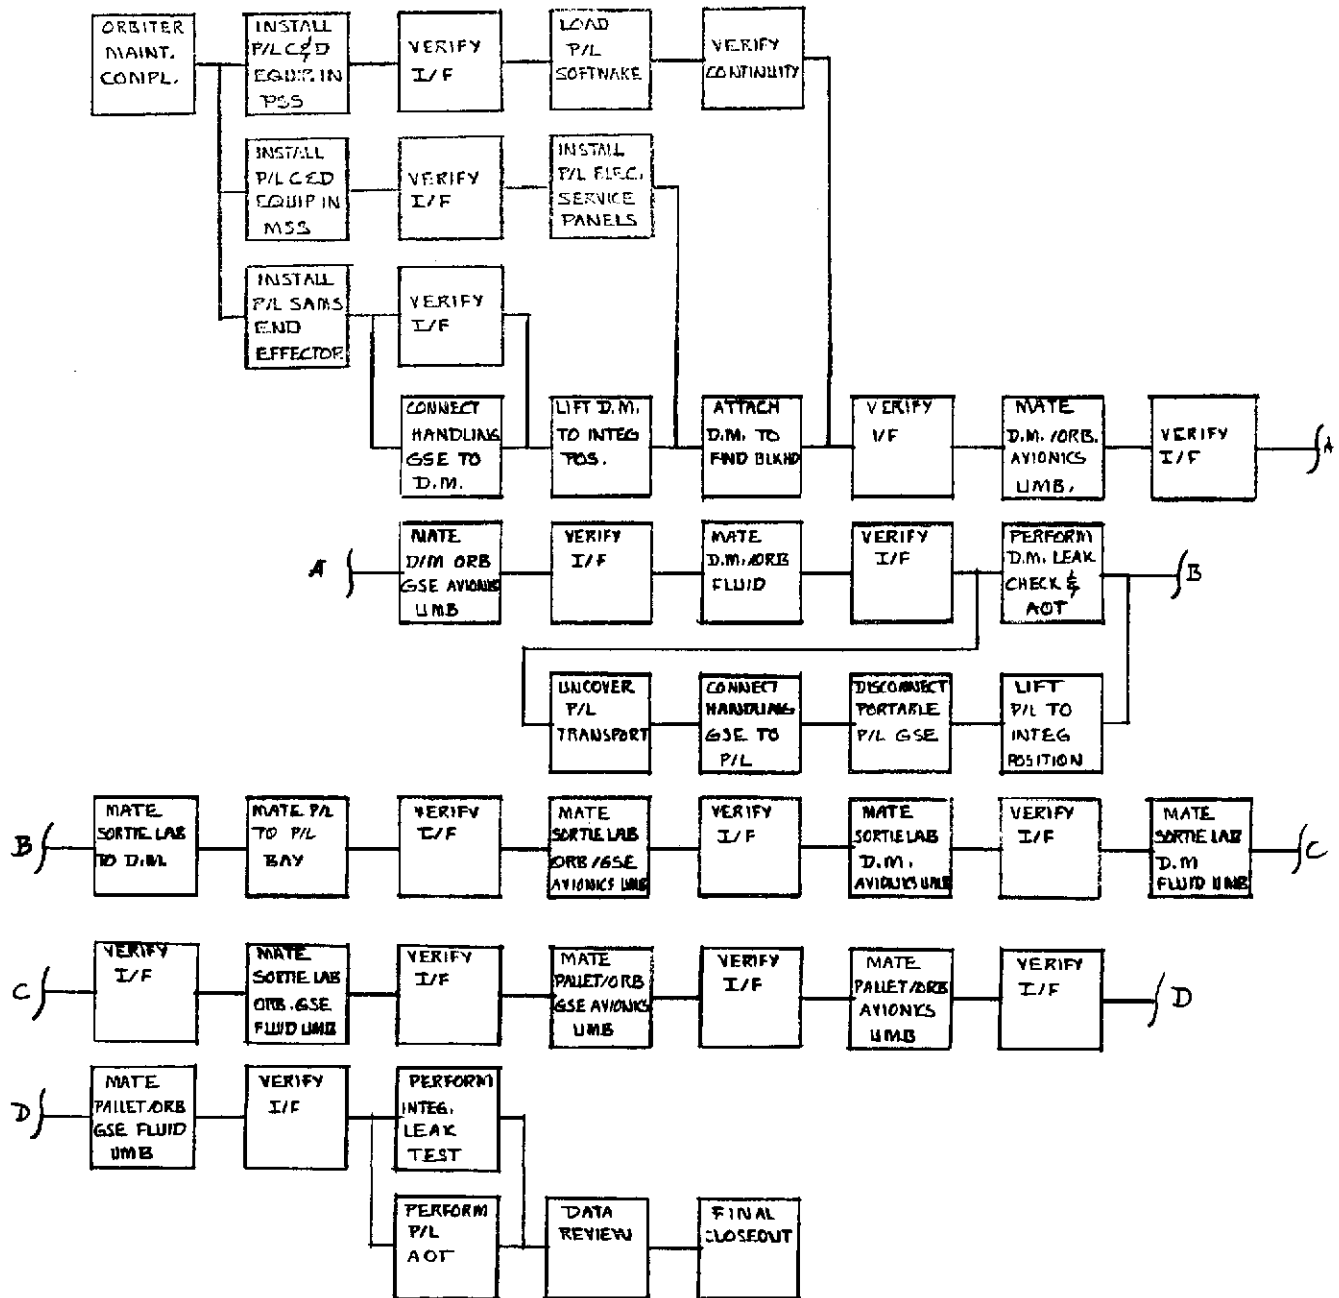 ORBITER
MAINT.
COMPL.
INSTALL
P/L C&D
EQUIP. IN
PSS
VERIFY
I/F
LOAD
P/L
SOFTWARE
VERIFY
CONTINUITY
INSTALL
P/L C&D
EQUIP IN
MSS
VERIFY
I/F
INSTALL
P/L ELEC.
SERVICE
PANELS
INSTALL
P/L SAMS
END
EFFECTOR
VERIFY
I/F
CONNECT
HANDLING
GSE TO
D.M.
LIFT D.M.
TO INTEG
POS.
ATTACH
D.M. TO
FWD BLKHD
VERIFY
I/F
MATE
D.M./ORB.
AVIONICS
UMB.
VERIFY
I/F
A
A
MATE
D/M ORB
GSE AVIONICS
UMB
VERIFY
I/F
MATE
D.M./ORB
FLUID
VERIFY
I/F
PERFORM
D.M. LEAK
CHECK &
AOT
B
UNCOVER
P/L
TRANSPORT
CONNECT
HANDLING
GSE TO
P/L
DISCONNECT
PORTABLE
P/L GSE
LIFT
P/L TO
INTEG
POSITION
B
MATE
SORTIE LAB
TO D.M.
MATE P/L
TO P/L
BAY
VERIFY
I/F
MATE
SORTIE LAB
ORB/GSE
AVIONICS UMB
VERIFY
I/F
MATE
SORTIE LAB
D.M.
AVIONICS UMB
VERIFY
I/F
MATE
SORTIE LAB
D.M
FLUID UMB
C
C
VERIFY
I/F
MATE
SORTIE LAB
ORB. GSE
FLUID UMB
VERIFY
I/F
MATE
PALLET/ORB
GSE AVIONICS
UMB
VERIFY
I/F
MATE
PALLET/ORB
AVIONICS
UMB
VERIFY
I/F
D
D
MATE
PALLET/ORB
GSE FLUID
UMB
VERIFY
I/F
PERFORM
INTEG.
LEAK
TEST
PERFORM
P/L
AOT
DATA
REVIEW
FINAL
CLOSEOUT